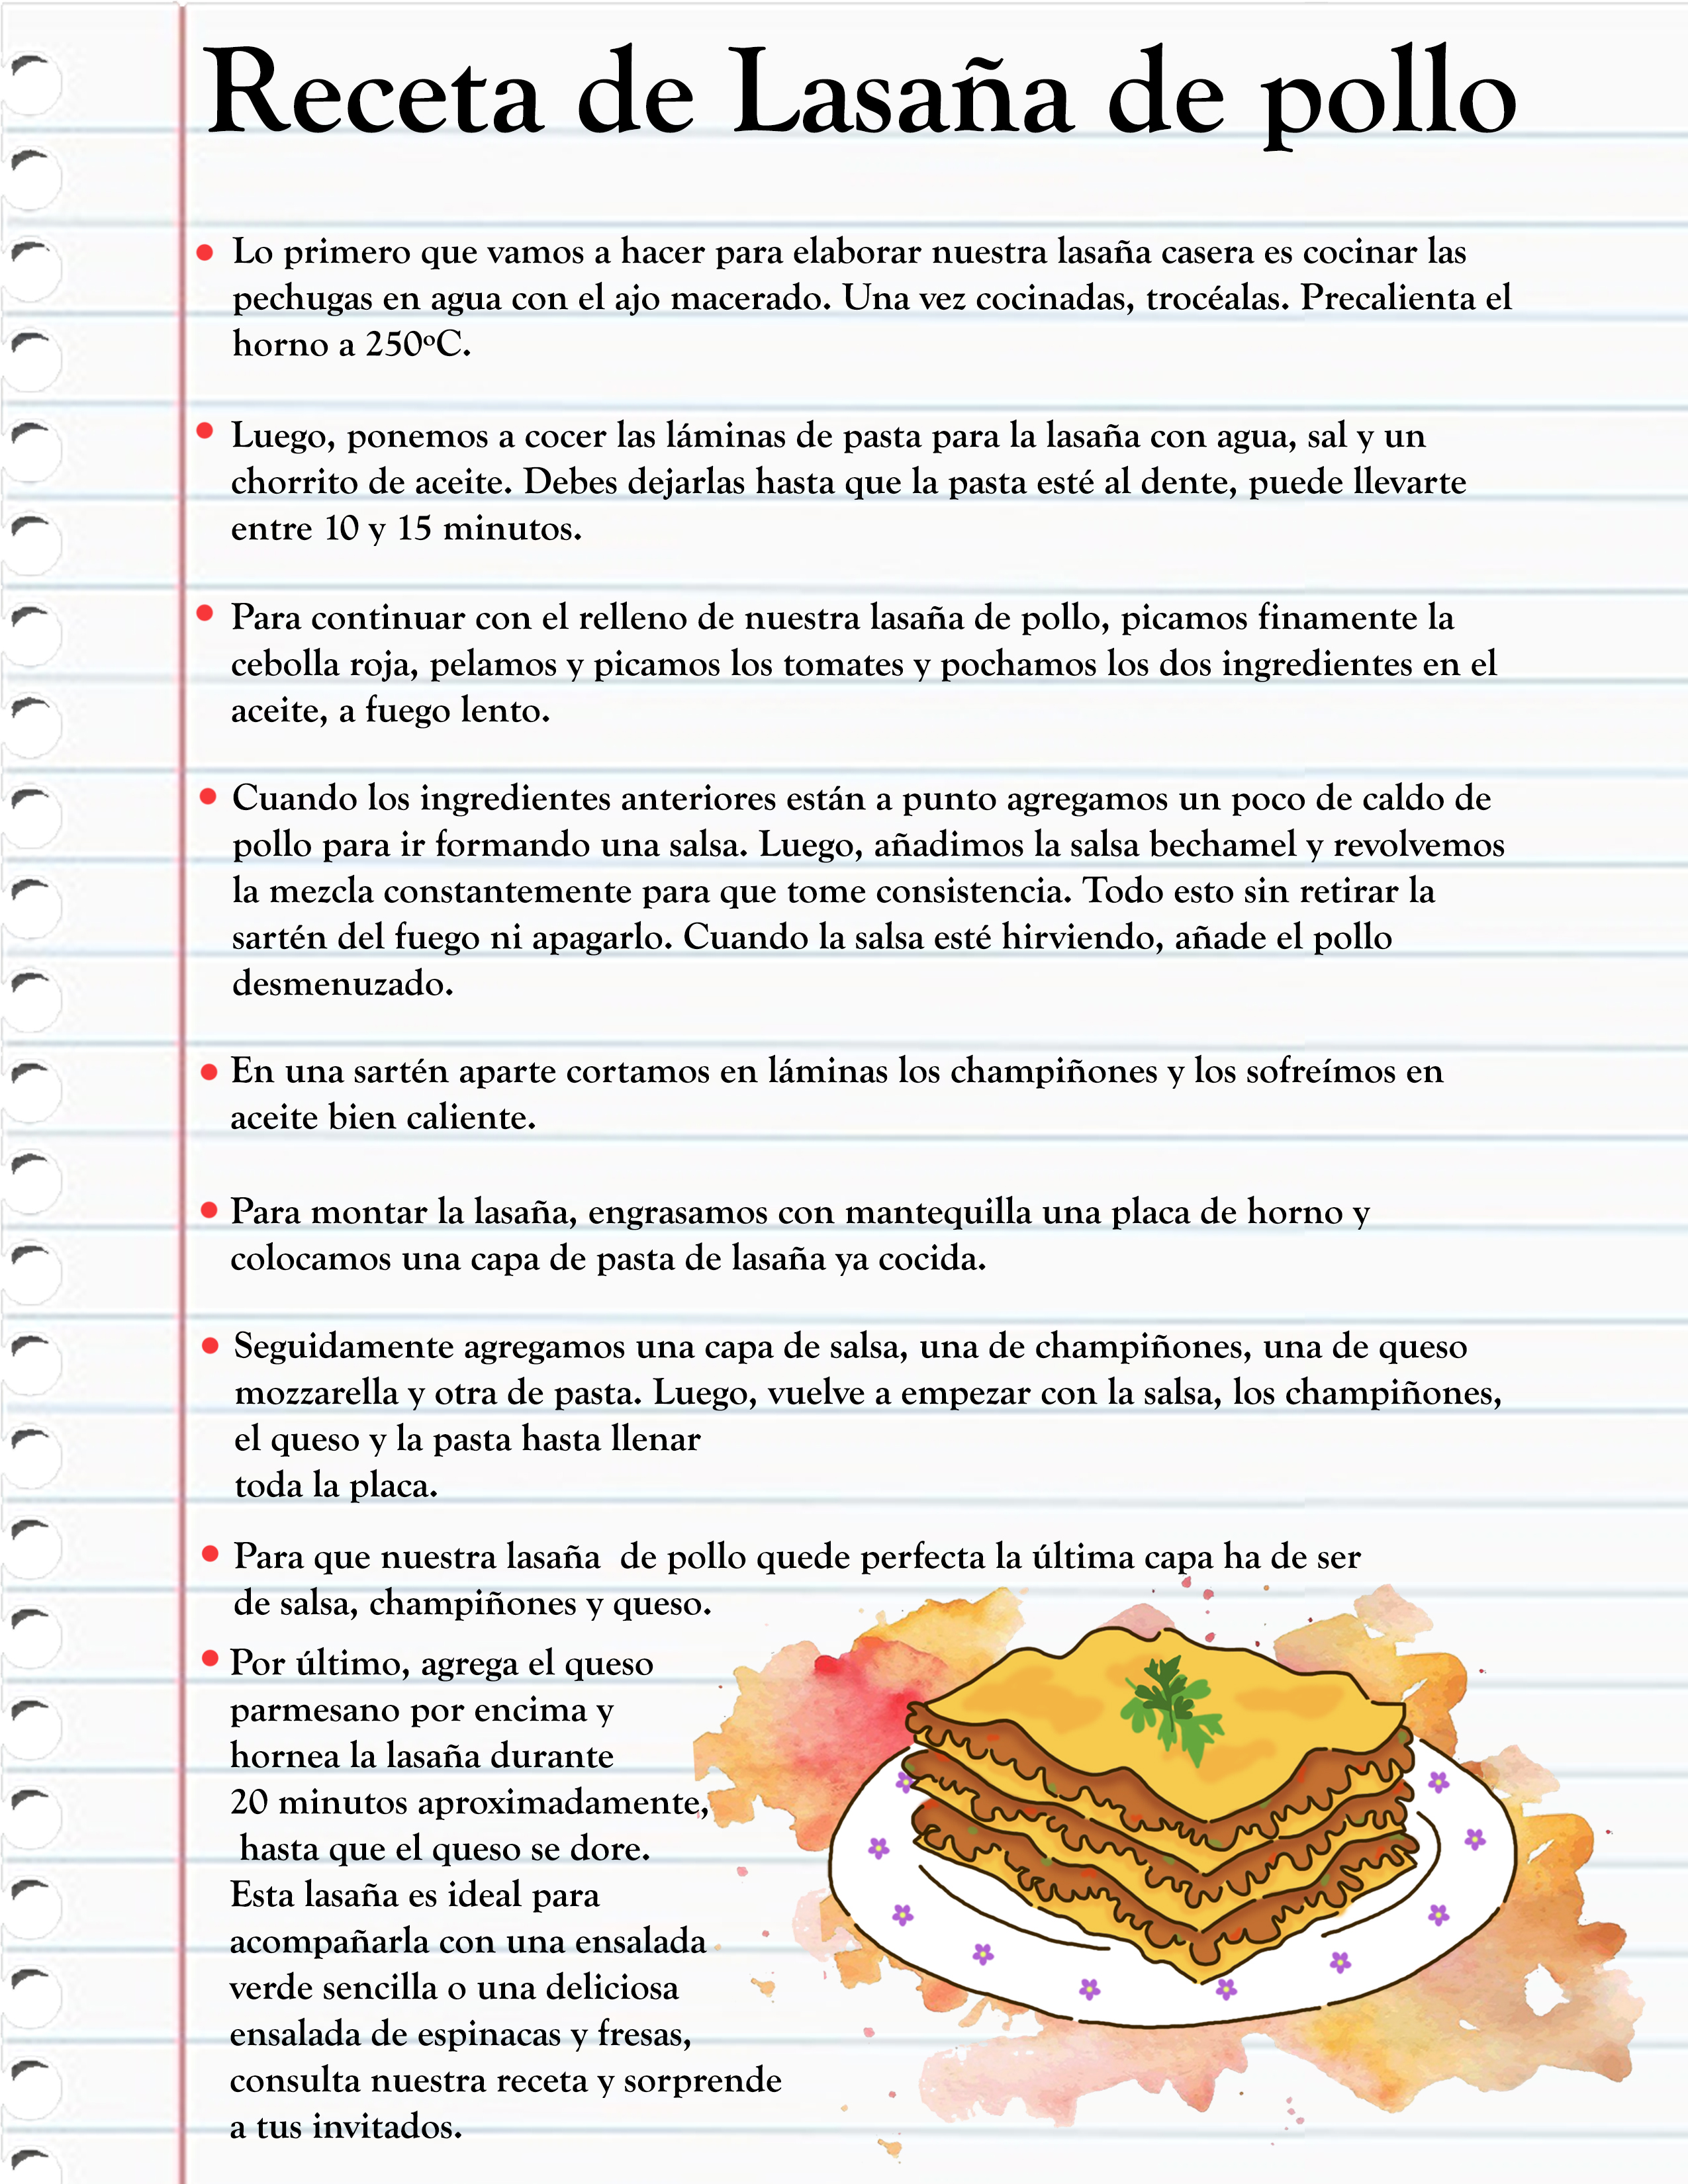 Receta de Lasaña de pollo
Lo primero que vamos a hacer para elaborar nuestra lasaña casera es cocinar las
pechugas en agua con el ajo macerado. Una vez cocinadas, trocéalas. Precalienta el
horno a 250ºC.
Luego, ponemos a cocer las láminas de pasta para la lasaña con agua, sal y un
chorrito de aceite. Debes dejarlas hasta que la pasta esté al dente, puede llevarte
entre 10 y 15 minutos.
Para continuar con el relleno de nuestra lasaña de pollo, picamos finamente la
cebolla roja, pelamos y picamos los tomates y pochamos los dos ingredientes en el
aceite, a fuego lento.
Cuando los ingredientes anteriores están a punto agregamos un poco de caldo de
pollo para ir formando una salsa. Luego, añadimos la salsa bechamel y revolvemos
la mezcla constantemente para que tome consistencia. Todo esto sin retirar la
sartén del fuego ni apagarlo. Cuando la salsa esté hirviendo, añade el pollo
desmenuzado.
En una sartén aparte cortamos en láminas los champiñones y los sofreímos en
aceite bien caliente.
Para montar la lasaña, engrasamos con mantequilla una placa de horno y
colocamos una capa de pasta de lasaña ya cocida.
Seguidamente agregamos una capa de salsa, una de champiñones, una de queso
mozzarella y otra de pasta. Luego, vuelve a empezar con la salsa, los champiñones,
el queso y la pasta hasta llenar
toda la placa.
Para que nuestra lasaña de pollo quede perfecta la última capa ha de ser
de salsa, champiñones y queso.
Por último, agrega el queso
parmesano por encima y
hornea la lasaña durante
20 minutos aproximadamente,
hasta que el queso se dore.
Esta lasaña es ideal para
acompañarla con una ensalada
verde sencilla o una deliciosa
ensalada de espinacas y fresas,
consulta nuestra receta y sorprende
a tus invitados.